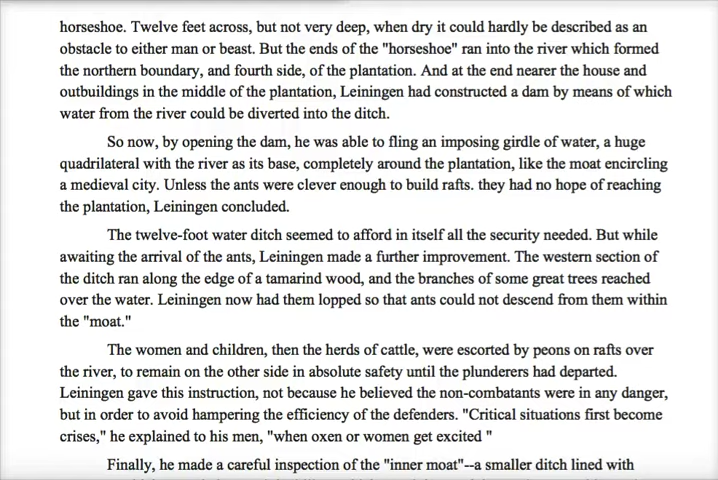 horseshoe. Twelve feet across, but not very deep, when dry it could hardly be described as an
obstacle to either man or beast. But the ends of the "horseshoe" ran into the river which formed
the northern boundary, and fourth side, of the plantation. And at the end nearer the house and
outbuildings in the middle of the plantation, Leiningen had constructed a dam by means of which
water from the river could be diverted into the ditch.
So now, by opening the dam, he was able to fling an imposing girdle of water, a huge
quadrilateral with the river as its base, completely around the plantation, like the moat encircling
a medieval city. Unless the ants were clever enough to build rafts. they had no hope of reaching
the plantation, Leiningen concluded.
The twelve-foot water ditch seemed to afford in itself all the security needed. But while
awaiting the arrival of the ants, Leiningen made a further improvement. The western section of
the ditch ran along the edge of a tamarind wood, and the branches of some great trees reached
over the water. Leiningen now had them lopped so that ants could not descend from them within
the "moat."
The women and children, then the herds of cattle, were escorted by peons on rafts over
the river, to remain on the other side in absolute safety until the plunderers had departed.
Leiningen gave this instruction, not because he believed the non-combatants were in any danger,
but in order to avoid hampering the efficiency of the defenders. "Critical situations first become
crises," he explained to his men, "when oxen or women get excited "
Finally, he made a careful inspection of the "inner moat"--a smaller ditch lined with